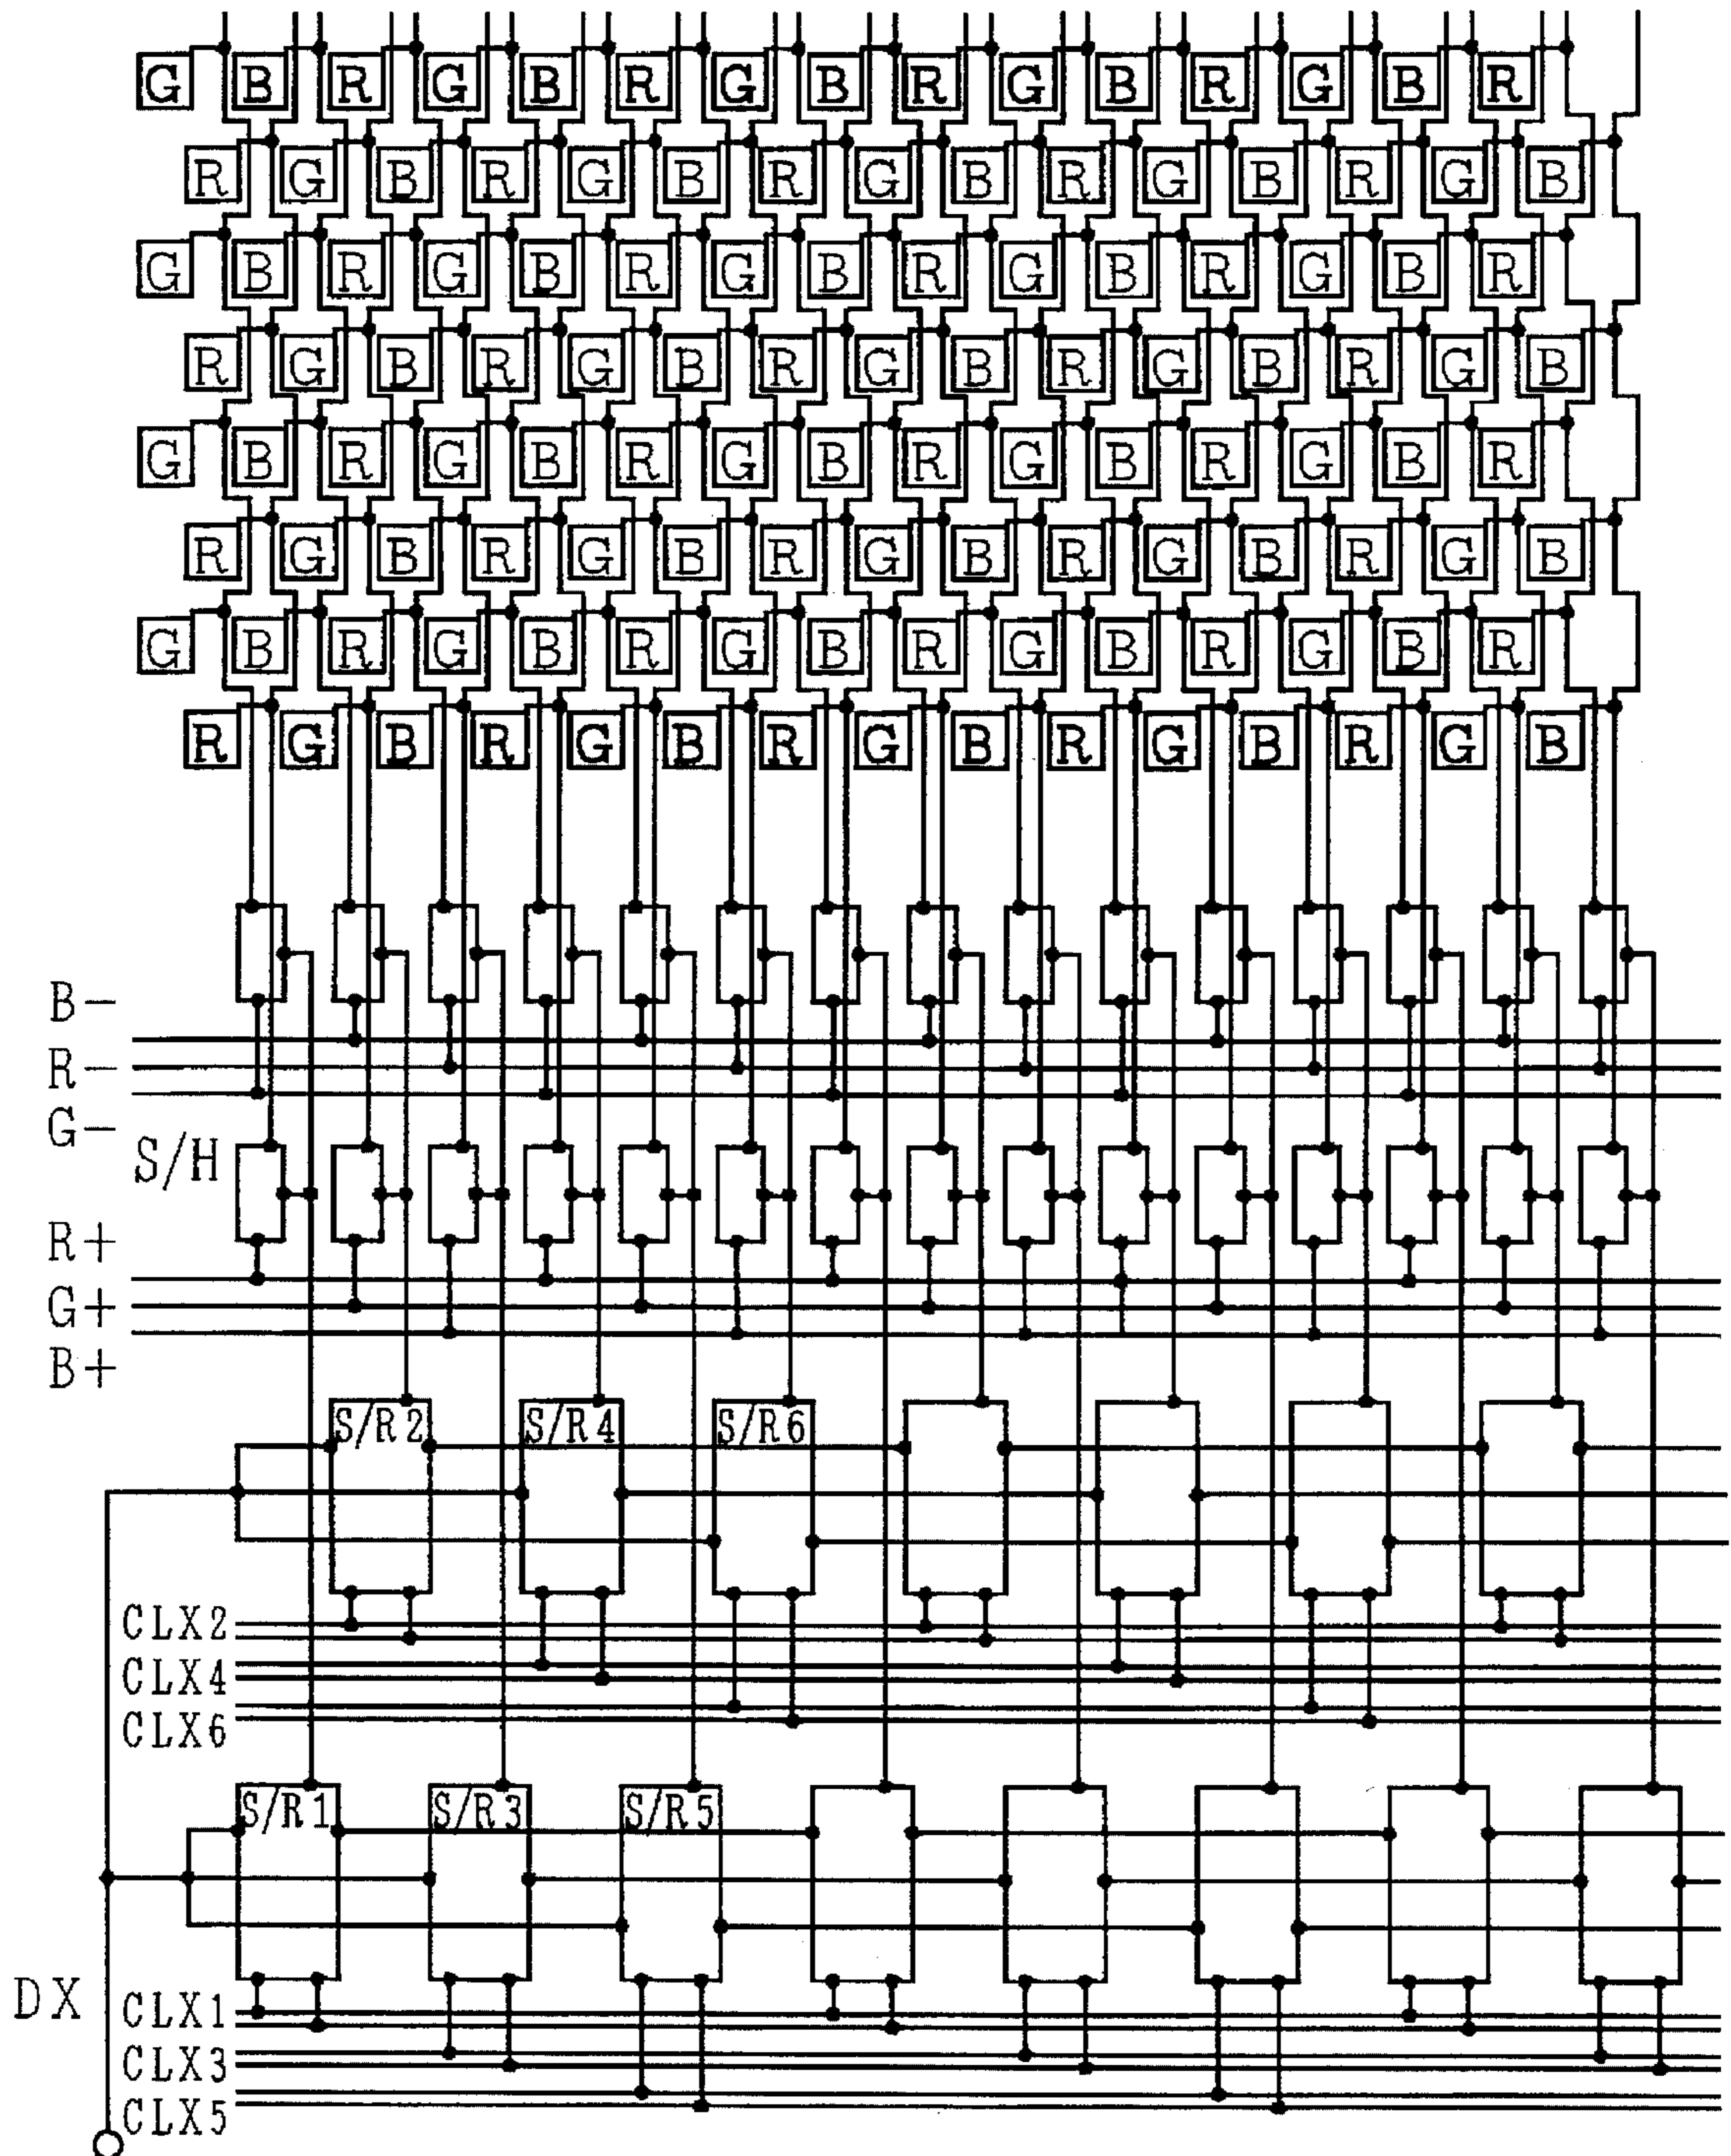 G B R G B R G B R G B R G B R
R G B R G B R G B R G B R G B
G B R G B R G B R G B R G B R
R G B R G B R G B R G B R G B
G B R G B R G B R G B R G B R
R G B R G B R G B R G B R G B
G B R G B R G B R G B R G B R
R G B R G B R G B R G B R G B
B-
R-
G-
S/H
R+
G+
B+
S/R2 S/R4 S/R6
CLX2
CLX4
CLX6
S/R1 S/R3 S/R5
DX
CLX1
CLX3
CLX5